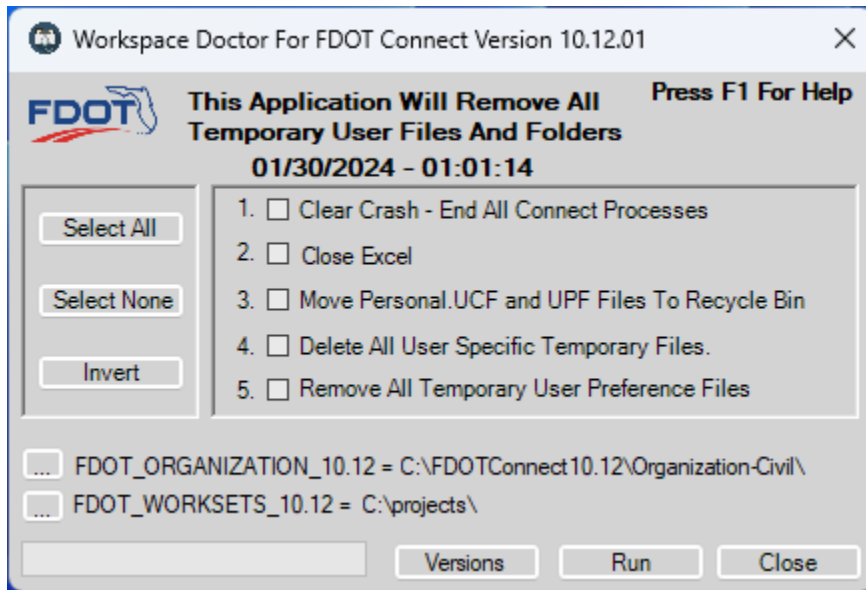 Workspace Doctor For FDOT Connect Version 10.12.01
FDOT
This Application Will Remove All
Temporary User Files And Folders
Press F1 For Help
01/30/2024 - 01:01:14
Select All
Select None
Invert
1. Clear Crash - End All Connect Processes
2. Close Excel
3. Move Personal.UCF and UPF Files To Recycle Bin
4. Delete All User Specific Temporary Files.
5. Remove All Temporary User Preference Files
... FDOT_ORGANIZATION_10.12 = C:\FDOTConnect10.12\Organization-Civil\
... FDOT_WORKSETS_10.12 = C:\projects\
Versions
Run
Close